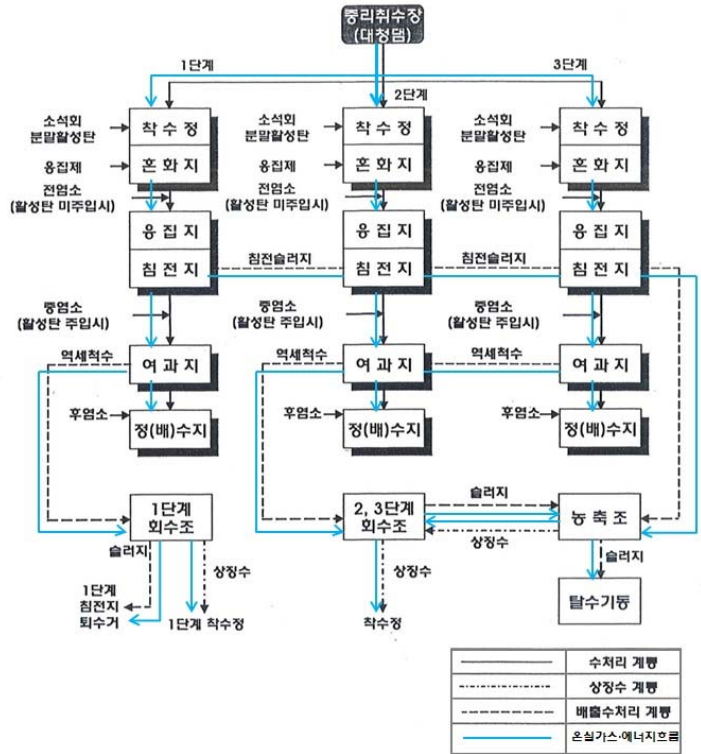 중리취수장
(대청댐)
1단계
3단계
2단계
소석회
분말활성탄
착 수 정
소석회
분말활성탄
착 수 정
소석회
분말활성탄
착 수 정
응집제
혼 화 지
응집제
혼 화 지
응집제
혼 화 지
전염소
(활성탄 미주입시)
전염소
(활성탄 미주입시)
전염소
(활성탄 미주입시)
응 집 지
응 집 지
응 집 지
침 전 지
침전슬러지
침 전 지
침전슬러지
침 전 지
중염소
(활성탄 주입시)
중염소
(활성탄 주입시)
중염소
(활성탄 주입시)
역세척수
여 과 지
역세척수
여 과 지
역세척수
여 과 지
후염소
정(배)수지
후염소
정(배)수지
후염소
정(배)수지
1단계
회수조
2, 3단계
회수조
슬러지
농 축 조
상징수
슬러지
상징수
상징수
슬러지
1단계
침전지
퇴수거
1단계 착수정
착수정
탈수기동
수처리 계통
상징수 계통
배출수처리 계통
온실가스·에너지흐름